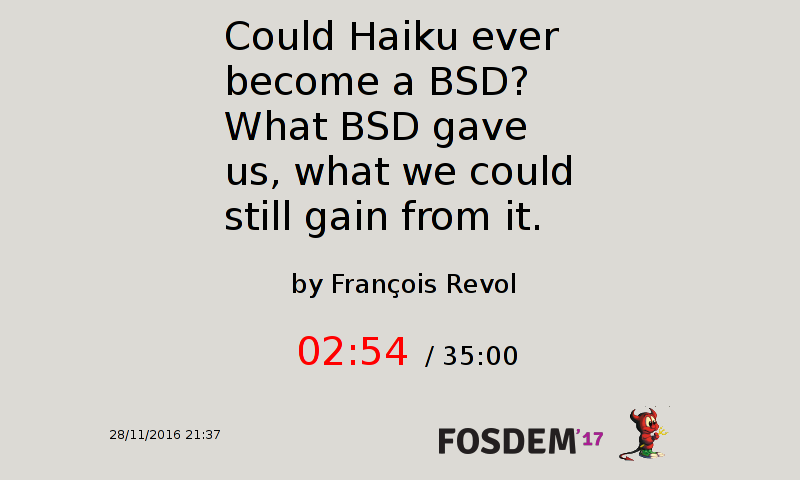 Could Haiku ever
become a BSD?
What BSD gave
us, what we could
still gain from it.
by François Revol
02:54 / 35:00
28/11/2016 21:37
FOSDEM'17